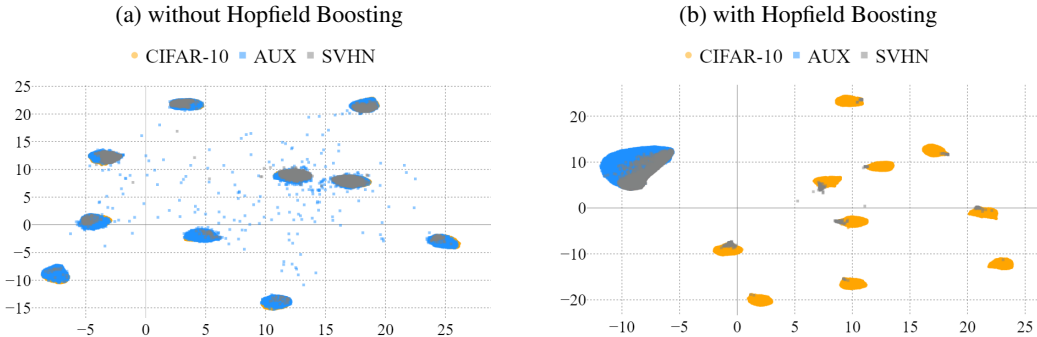 (a) without Hopfield Boosting
CIFAR-10 AUX SVHN
25
20
15
10
5
0
−5
−10
−15
−5 0 5 10 15 20 25
(b) with Hopfield Boosting
CIFAR-10 AUX SVHN
20
10
0
−10
−20
−10 −5 0 5 10 15 20 25